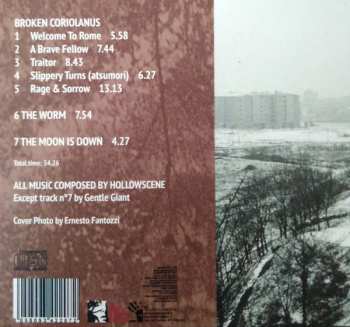 BROKEN CORIOLANUS
1 Welcome To Rome 5.58
2 A Brave Fellow 7.44
3 Traitor 8.43
4 Slippery Turns (atsumori) 6.27
5 Rage & Sorrow 13.13
6 THE WORM 7.54
7 THE MOON IS DOWN 4.27
Total time: 54.26
ALL MUSIC COMPOSED BY HOLLOWSCENE
Except track n°7 by Gentle Giant
Cover Photo by Ernesto Fantozzi